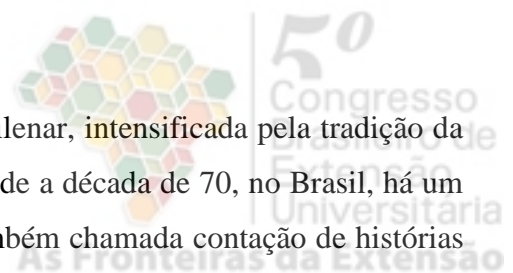 5º
Congresso
Brasileiro de
Extensão
Universitária
As Fronteiras da Extensão
lenar, intensificada pela tradição da
de a década de 70, no Brasil, há um
bém chamada contação de histórias